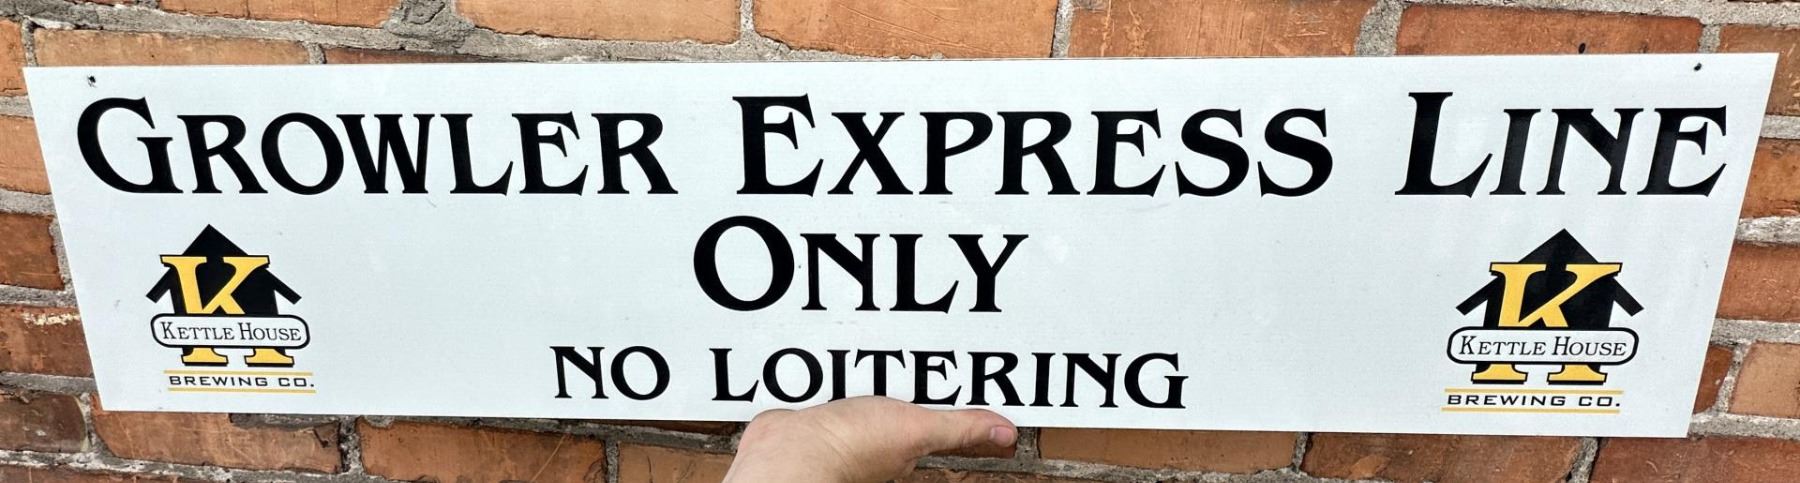 GROWLER EXPRESS LINE
ONLY
NO LOITERING
K
KETTLE HOUSE
BREWING CO.
K
KETTLE HOUSE
BREWING CO.